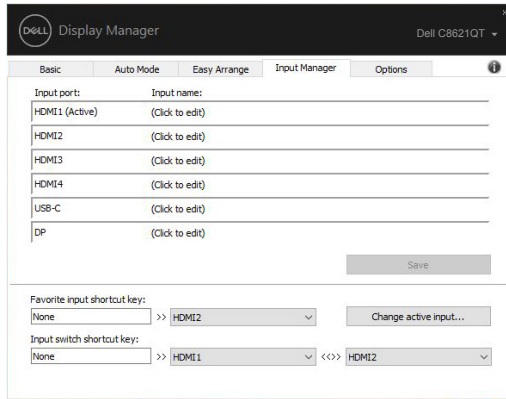 DELL Display Manager
Dell C8621QT
Basic Auto Mode Easy Arrange Input Manager Options
Input port: Input name:
HDMI1 (Active) (Click to edit)
HDMI2 (Click to edit)
HDMI3 (Click to edit)
HDMI4 (Click to edit)
USB-C (Click to edit)
DP (Click to edit)
Save
Favorite input shortcut key:
None >> HDMI2 Change active input...
Input switch shortcut key:
None >> HDMI1 <<>> HDMI2